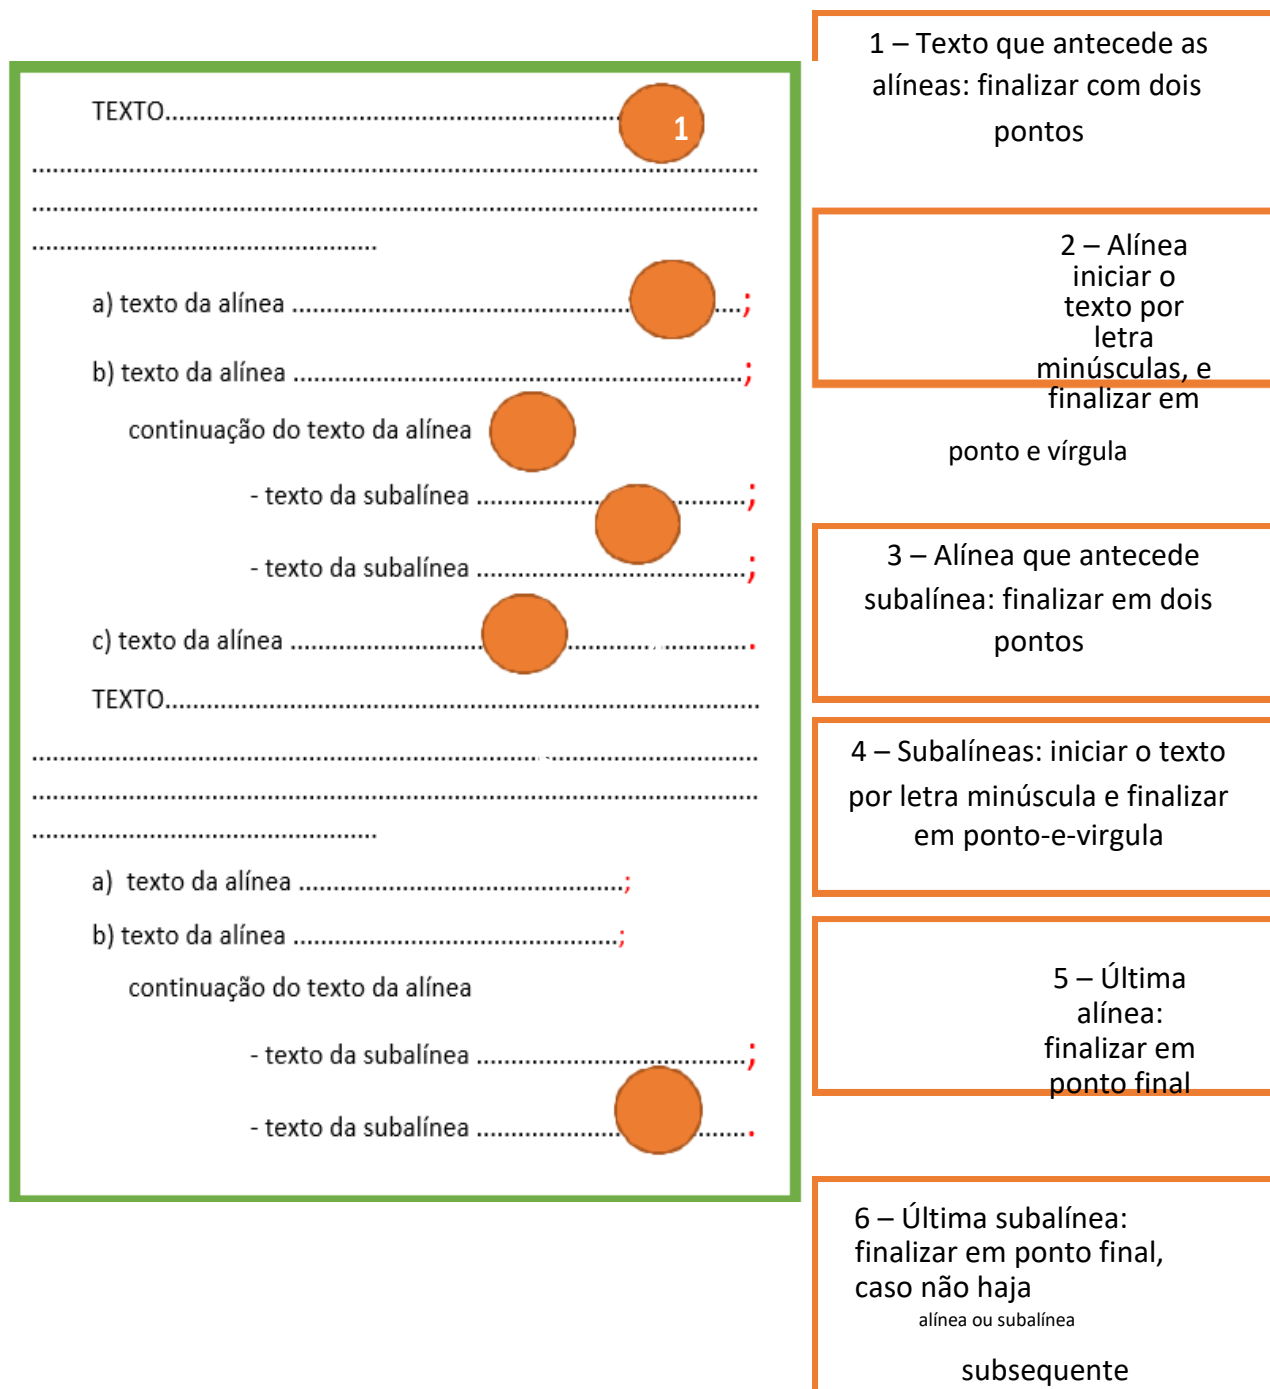 TEXTO..................................................................
1
..........................................................................................................
..........................................................................................................
..................................................
a) texto da alínea ..................................................................;
b) texto da alínea ..................................................................;
continuação do texto da alínea
- texto da subalínea .......................................;
- texto da subalínea .......................................;
c) texto da alínea ...................................................................
TEXTO.......................................................................................
..........................................................................................................
..........................................................................................................
..................................................
a) texto da alínea ...............................................;
b) texto da alínea ...............................................;
continuação do texto da alínea
- texto da subalínea .......................................;
- texto da subalínea ........................................
1 – Texto que antecede as
alíneas: finalizar com dois
pontos
2 – Alínea
iniciar o
texto por
letra
minúsculas, e
finalizar em
ponto e vírgula
3 – Alínea que antecede
subalínea: finalizar em dois
pontos
4 – Subalíneas: iniciar o texto
por letra minúscula e finalizar
em ponto-e-virgula
5 – Última
alínea:
finalizar em
ponto final
6 – Última subalínea:
finalizar em ponto final,
caso não haja
alínea ou subalínea
subsequente